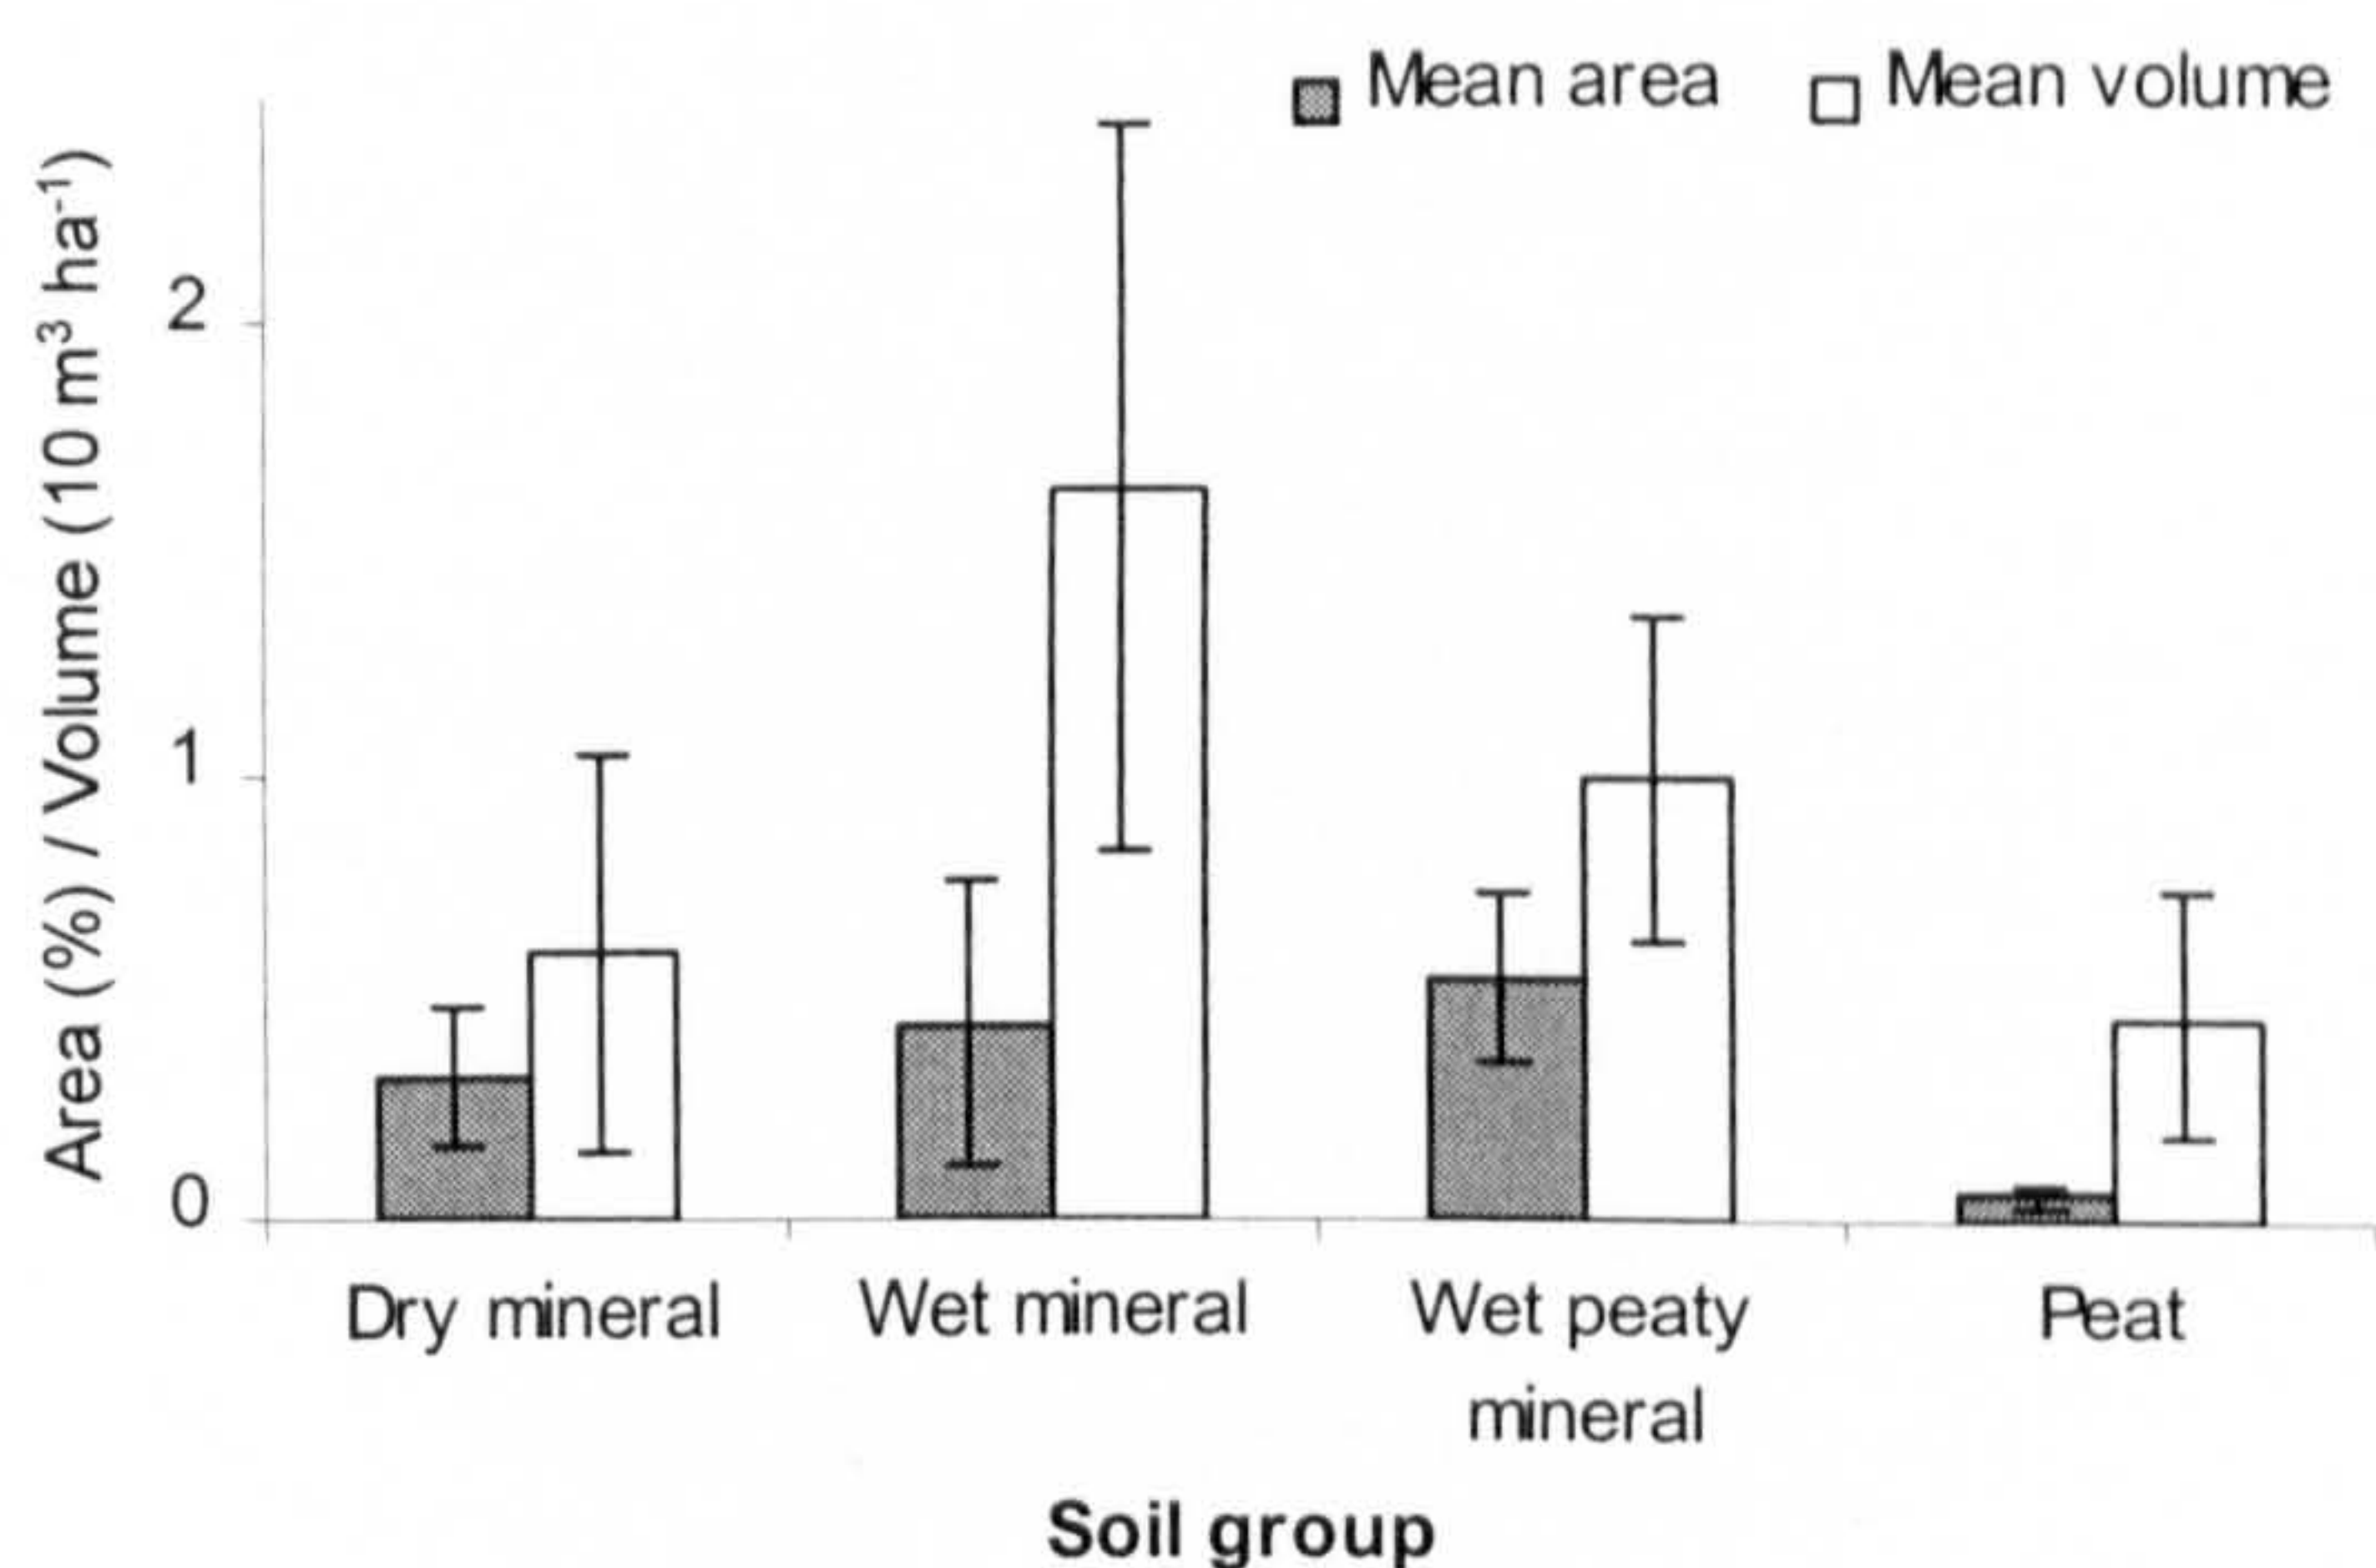 Mean area
Mean volume
Area (%) / Volume (10 m³ ha⁻¹)
2
1
0
Dry mineral
Wet mineral
Wet peaty
mineral
Peat
Soil group